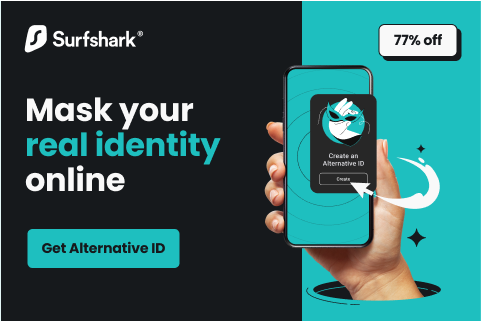 Surfshark®
77% off
Mask your
real identity
online
Create an
Alternative ID
Create
Get Alternative ID